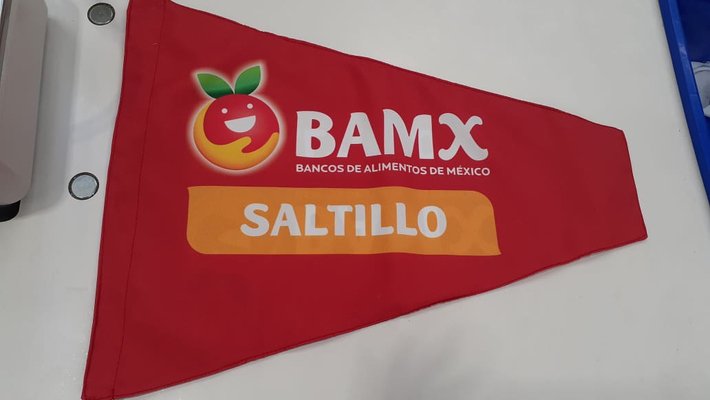 BAMX
BANCOS DE ALIMENTOS DE MÉXICO
SALTILLO